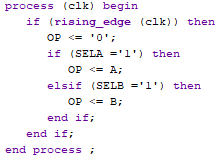 process (clk) begin
if (rising_edge (clk)) then
OP <= '0';
if (SELA ='1') then
OP <= A;
elsif (SELB ='1') then
OP <= B;
end if;
end if;
end process ;